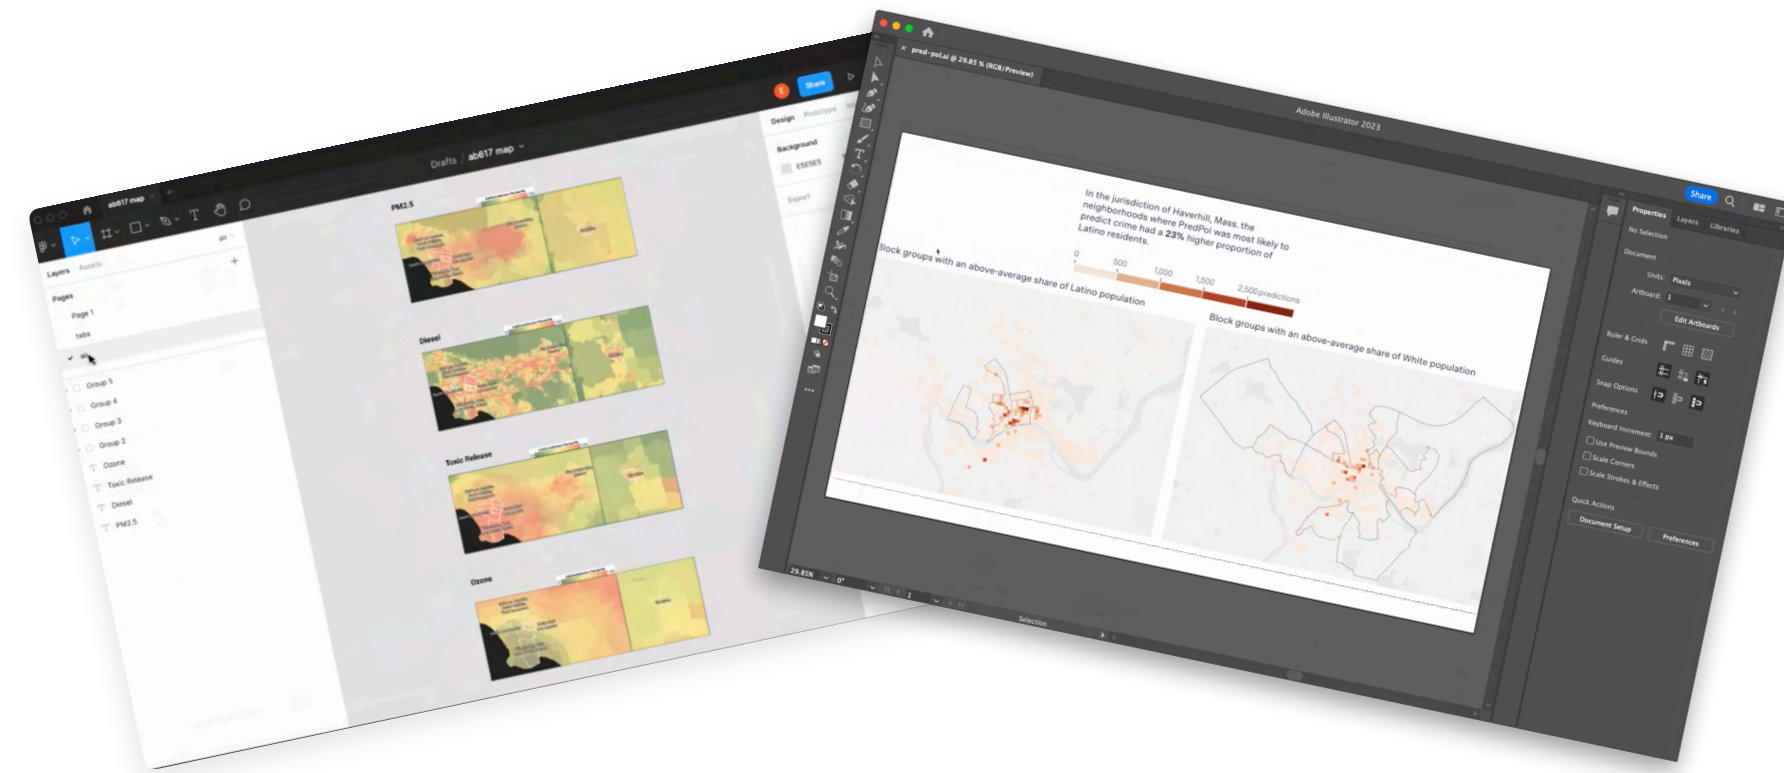 ab617 map
Drafts / ab617 map
E
Share
Layers
Assets
air
Pages
Page 1
tabs
Group 5
Group 4
Group 3
Group 2
Ozone
Toxic Release
Diesel
PM2.5
PM2.5
Diesel
Toxic Release
Ozone
Design
Prototype
Background
E5E5E5
Export
pred-pol.ai @ 29.85 % (RGB/Preview)
Adobe Illustrator 2023
Share
In the jurisdiction of Haverhill, Mass. the
neighborhoods where PredPol was most likely to
predict crime had a 23% higher proportion of
Latino residents.
0
500
1,000
1,500
2,500 predictions
Block groups with an above-average share of Latino population
Block groups with an above-average share of White population
29.85%
0°
1
Selection
Properties
Layers
Libraries
No Selection
Document
Units: Pixels
Artboard: 1
Edit Artboards
Ruler & Grids
Guides
Snap Options
Preferences
Keyboard Increment: 1 px
Use Preview Bounds
Scale Corners
Scale Strokes & Effects
Quick Actions
Document Setup
Preferences